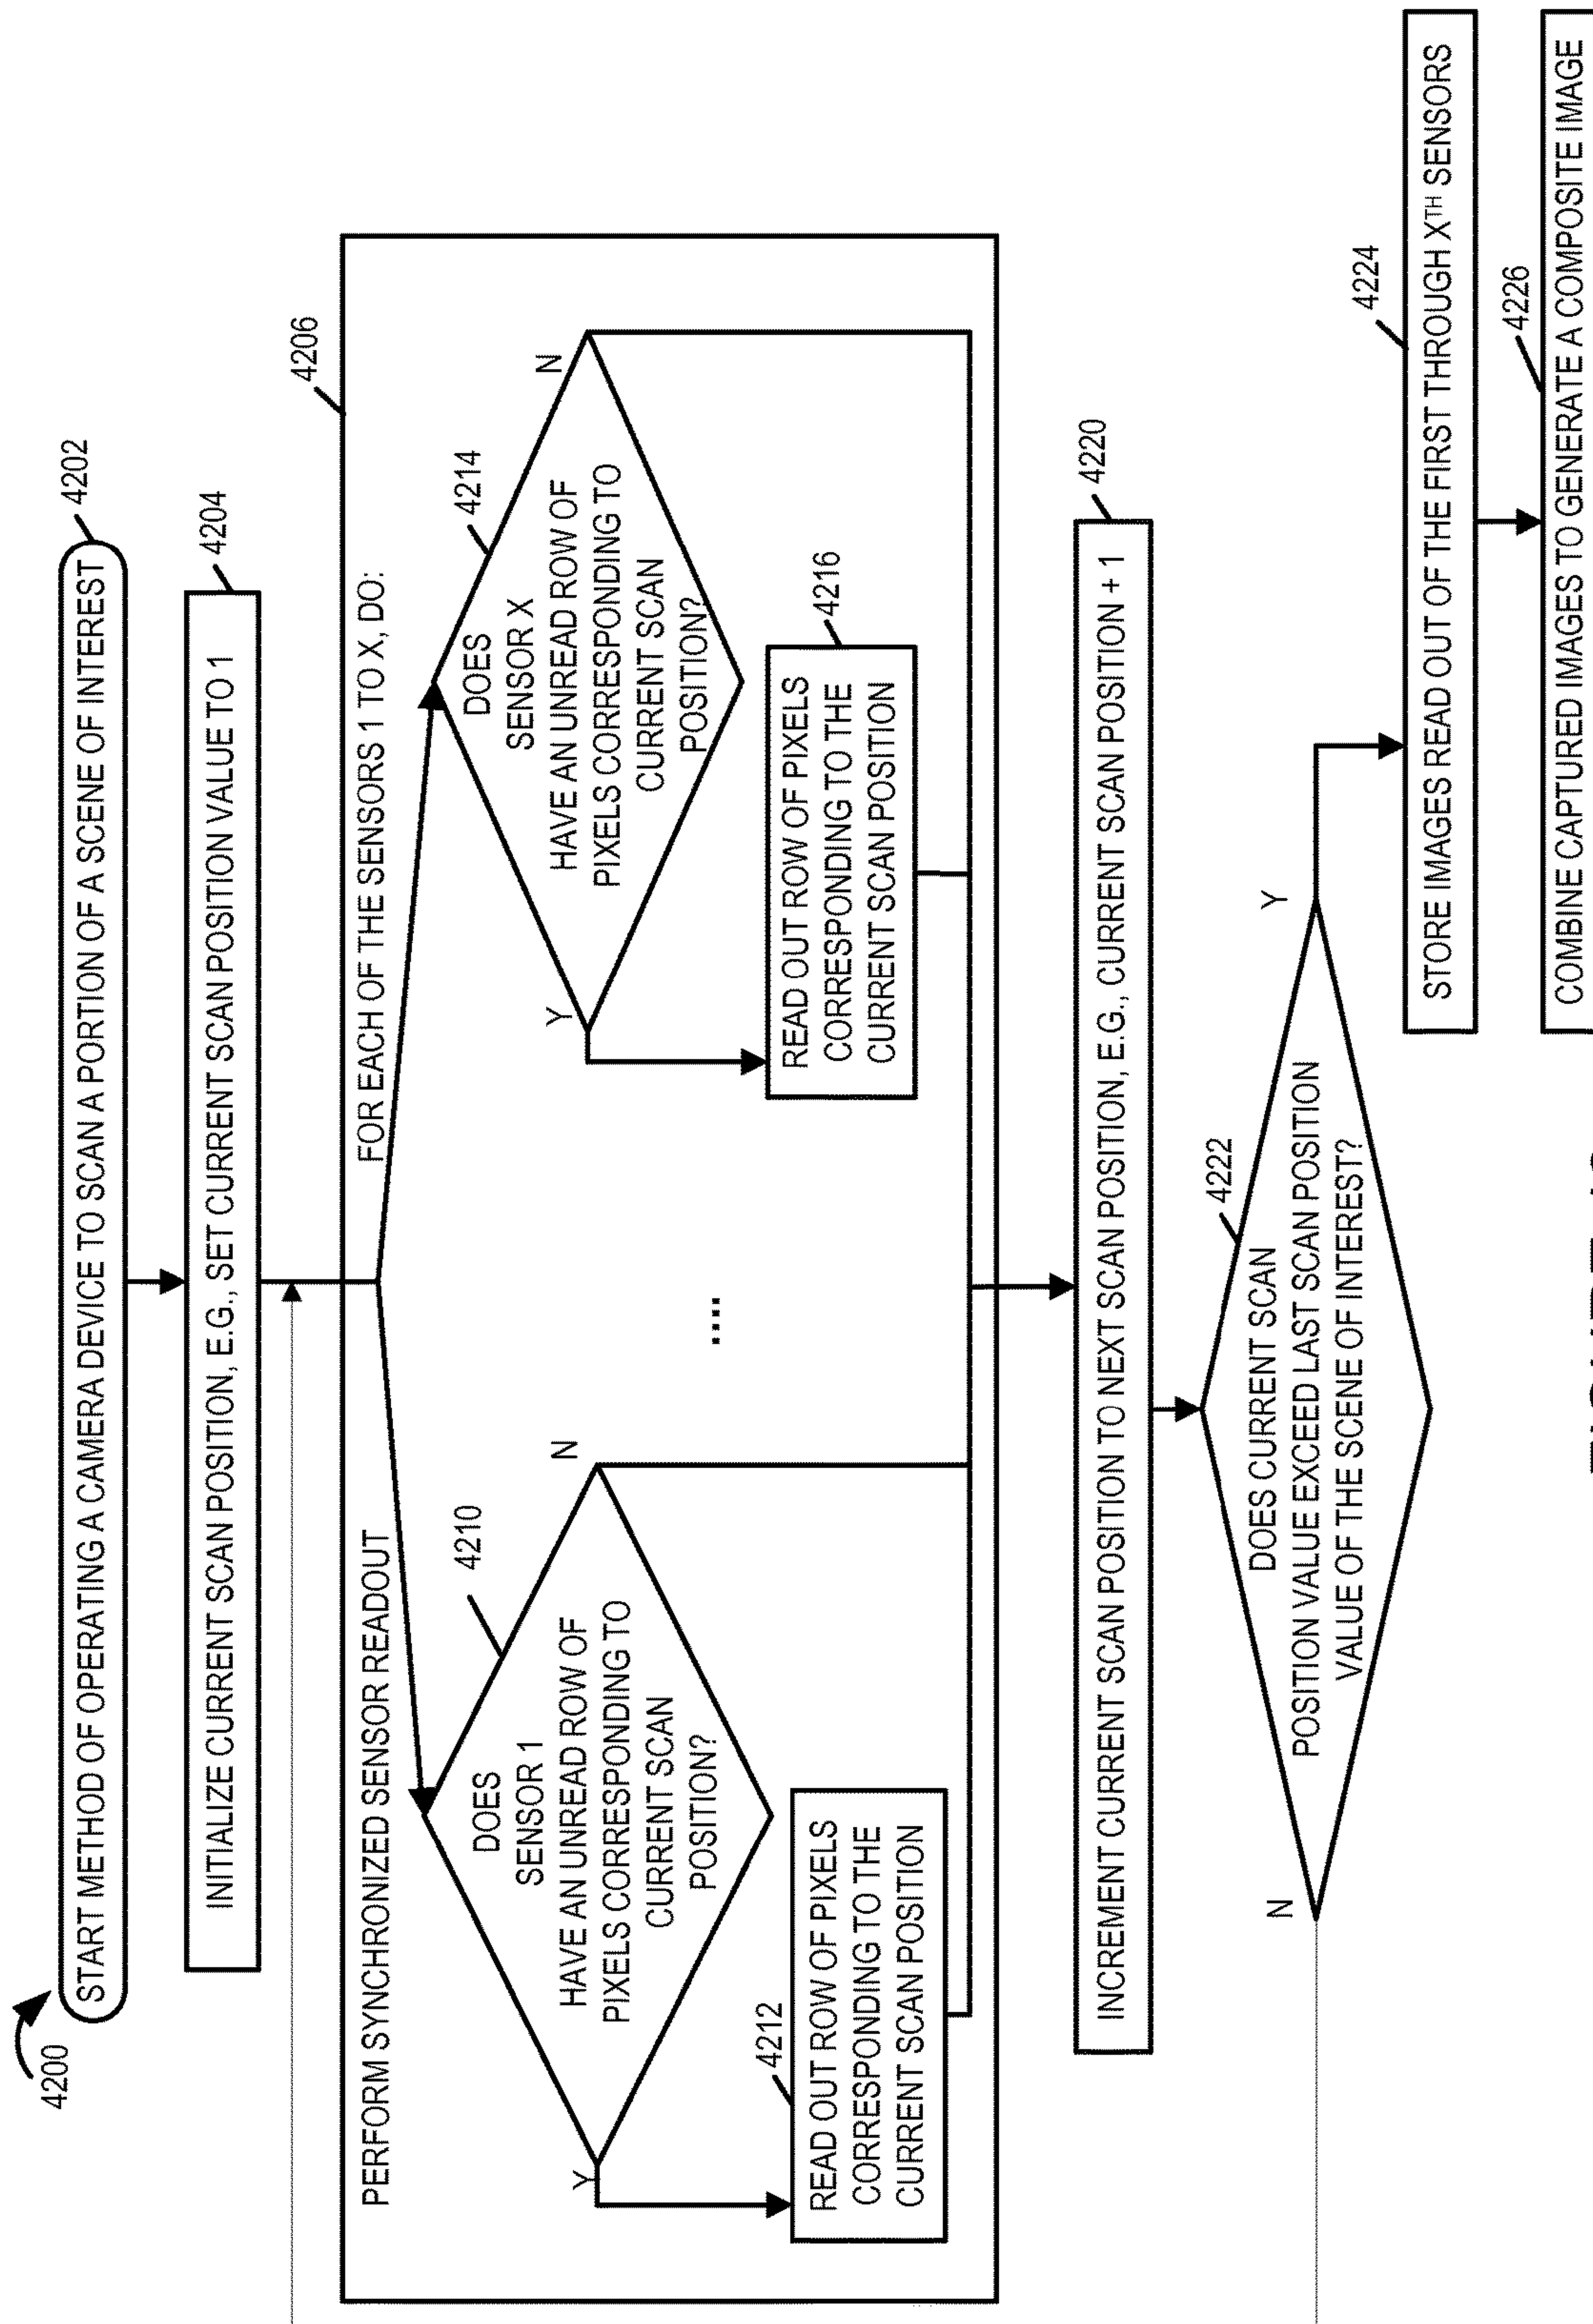 4200
START METHOD OF OPERATING A CAMERA DEVICE TO SCAN A PORTION OF A SCENE OF INTEREST
4202
INITIALIZE CURRENT SCAN POSITION, E.G., SET CURRENT SCAN POSITION VALUE TO 1
4204
4206
PERFORM SYNCHRONIZED SENSOR READOUT
FOR EACH OF THE SENSORS 1 TO X, DO:
4210
DOES
SENSOR 1
HAVE AN UNREAD ROW OF
PIXELS CORRESPONDING TO
CURRENT SCAN
POSITION?
Y
N
4212
READ OUT ROW OF PIXELS
CORRESPONDING TO THE
CURRENT SCAN POSITION
....
4214
DOES
SENSOR X
HAVE AN UNREAD ROW OF
PIXELS CORRESPONDING TO
CURRENT SCAN
POSITION?
Y
N
4216
READ OUT ROW OF PIXELS
CORRESPONDING TO THE
CURRENT SCAN POSITION
INCREMENT CURRENT SCAN POSITION TO NEXT SCAN POSITION, E.G., CURRENT SCAN POSITION + 1
4220
4222
DOES CURRENT SCAN
POSITION VALUE EXCEED LAST SCAN POSITION
VALUE OF THE SCENE OF INTEREST?
N
Y
4224
STORE IMAGES READ OUT OF THE FIRST THROUGH XTH SENSORS
4226
COMBINE CAPTURED IMAGES TO GENERATE A COMPOSITE IMAGE